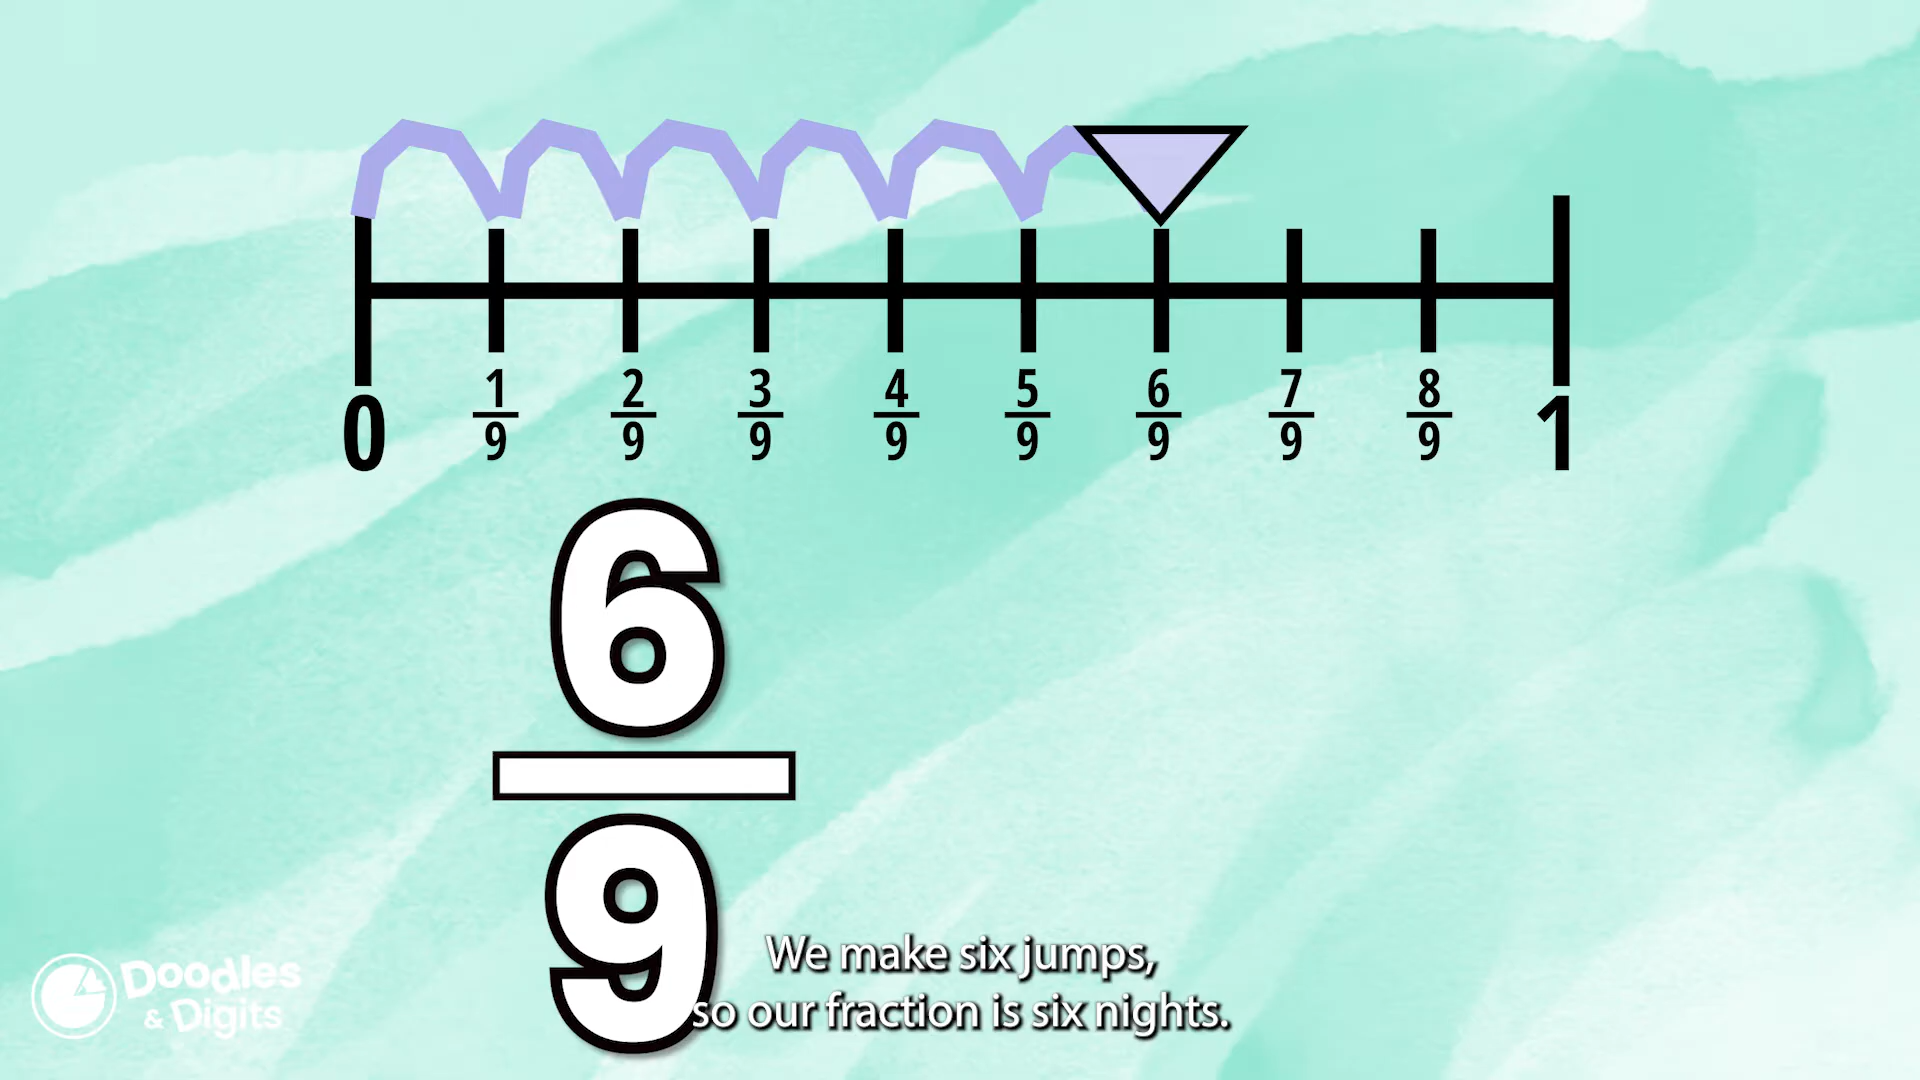 0 1/9 2/9 3/9 4/9 5/9 6/9 7/9 8/9 1
6
9
We make six jumps,
so our fraction is six nights.
Doodles
& Digits